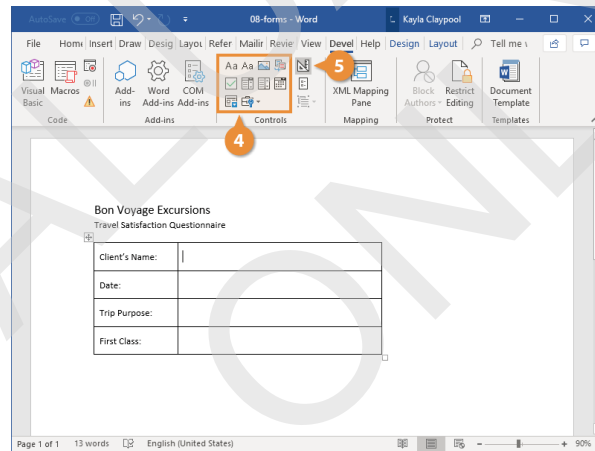 AutoSave Off 08-forms - Word Kayla Claypool
File Home Insert Draw Desig Layou Refer Mailin Revie View Devel Help Design Layout Tell me
Aa Aa 5
Visual Basic Macros Add-ins Word Add-ins COM Add-ins XML Mapping Pane Block Authors Restrict Editing Document Template
Code Add-ins Controls Mapping Protect Templates
4
Bon Voyage Excursions
Travel Satisfaction Questionnaire
Client's Name:
Date:
Trip Purpose:
First Class:
Page 1 of 1 13 words English (United States) 90%